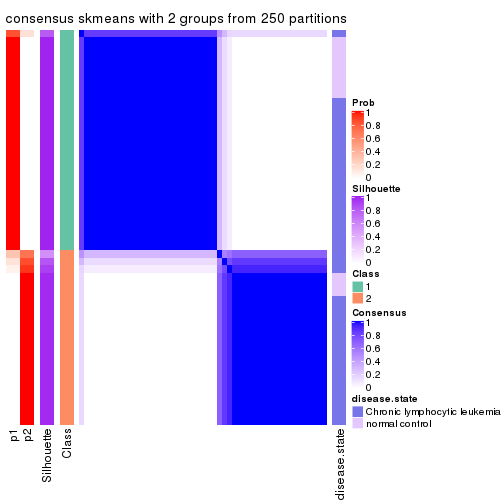 consensus skmeans with 2 groups from 250 partitions
Prob
1
0.8
0.6
0.4
0.2
0
Silhouette
1
0.8
0.6
0.4
0.2
0
Class
1
2
Consensus
1
0.8
0.6
0.4
0.2
0
disease.state
Chronic lymphocytic leukemia
normal control
p1
p2
Silhouette
Class
disease.state